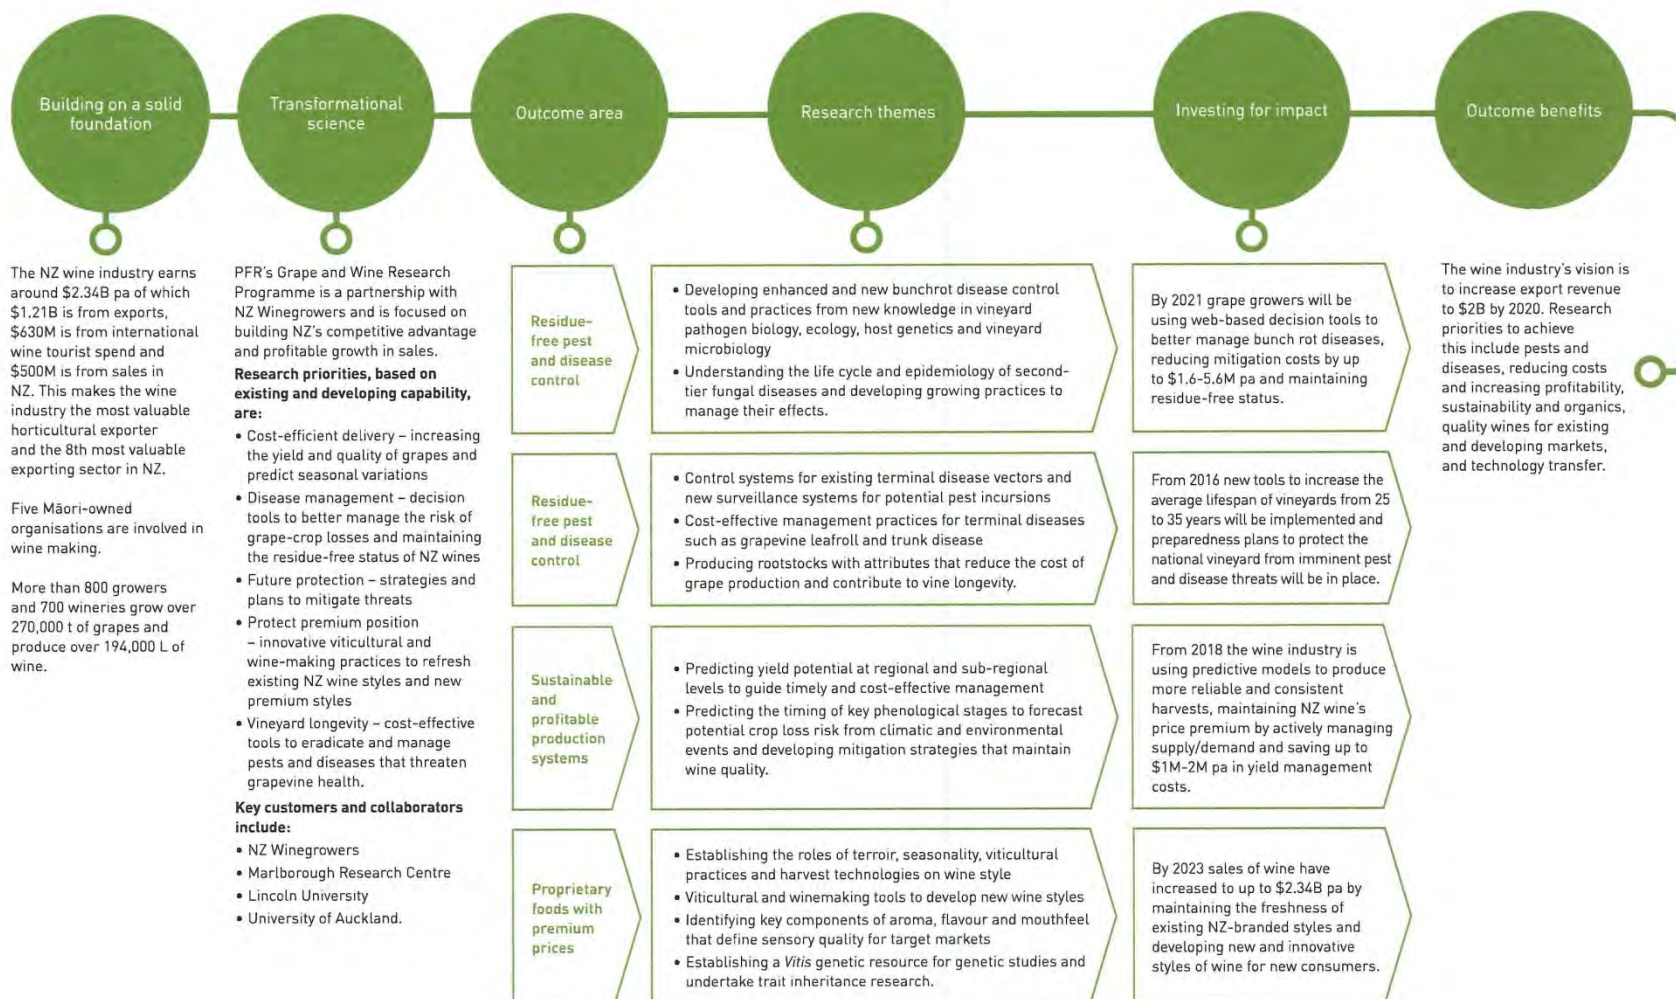 Building on a solid
foundation
Transformational
science
Outcome area
Research themes
Investing for impact
Outcome benefits
The NZ wine industry earns
around $2.34B pa of which
$1.21B is from exports,
$630M is from international
wine tourist spend and
$500M is from sales in
NZ. This makes the wine
industry the most valuable
horticultural exporter
and the 8th most valuable
exporting sector in NZ.
Five Māori-owned
organisations are involved in
wine making.
More than 800 growers
and 700 wineries grow over
270,000 t of grapes and
produce over 194,000 L of
wine.
PFR's Grape and Wine Research
Programme is a partnership with
NZ Winegrowers and is focused on
building NZ's competitive advantage
and profitable growth in sales.
Research priorities, based on
existing and developing capability,
are:
• Cost-efficient delivery – increasing
the yield and quality of grapes and
predict seasonal variations
• Disease management – decision
tools to better manage the risk of
grape-crop losses and maintaining
the residue-free status of NZ wines
• Future protection – strategies and
plans to mitigate threats
• Protect premium position
– innovative viticultural and
wine-making practices to refresh
existing NZ wine styles and new
premium styles
• Vineyard longevity – cost-effective
tools to eradicate and manage
pests and diseases that threaten
grapevine health.
Key customers and collaborators
include:
• NZ Winegrowers
• Marlborough Research Centre
• Lincoln University
• University of Auckland.
Residue-
free pest
and disease
control
• Developing enhanced and new bunchrot disease control
tools and practices from new knowledge in vineyard
pathogen biology, ecology, host genetics and vineyard
microbiology
• Understanding the life cycle and epidemiology of second-
tier fungal diseases and developing growing practices to
manage their effects.
By 2021 grape growers will be
using web-based decision tools to
better manage bunch rot diseases,
reducing mitigation costs by up
to $1.6-5.6M pa and maintaining
residue-free status.
Residue-
free pest
and disease
control
• Control systems for existing terminal disease vectors and
new surveillance systems for potential pest incursions
• Cost-effective management practices for terminal diseases
such as grapevine leafroll and trunk disease
• Producing rootstocks with attributes that reduce the cost of
grape production and contribute to vine longevity.
From 2016 new tools to increase the
average lifespan of vineyards from 25
to 35 years will be implemented and
preparedness plans to protect the
national vineyard from imminent pest
and disease threats will be in place.
Sustainable
and
profitable
production
systems
• Predicting yield potential at regional and sub-regional
levels to guide timely and cost-effective management
• Predicting the timing of key phenological stages to forecast
potential crop loss risk from climatic and environmental
events and developing mitigation strategies that maintain
wine quality.
From 2018 the wine industry is
using predictive models to produce
more reliable and consistent
harvests, maintaining NZ wine's
price premium by actively managing
supply/demand and saving up to
$1M-2M pa in yield management
costs.
Proprietary
foods with
premium
prices
• Establishing the roles of terroir, seasonality, viticultural
practices and harvest technologies on wine style
• Viticultural and winemaking tools to develop new wine styles
• Identifying key components of aroma, flavour and mouthfeel
that define sensory quality for target markets
• Establishing a Vitis genetic resource for genetic studies and
undertake trait inheritance research.
By 2023 sales of wine have
increased to up to $2.34B pa by
maintaining the freshness of
existing NZ-branded styles and
developing new and innovative
styles of wine for new consumers.
The wine industry's vision is
to increase export revenue
to $2B by 2020. Research
priorities to achieve
this include pests and
diseases, reducing costs
and increasing profitability,
sustainability and organics,
quality wines for existing
and developing markets,
and technology transfer.